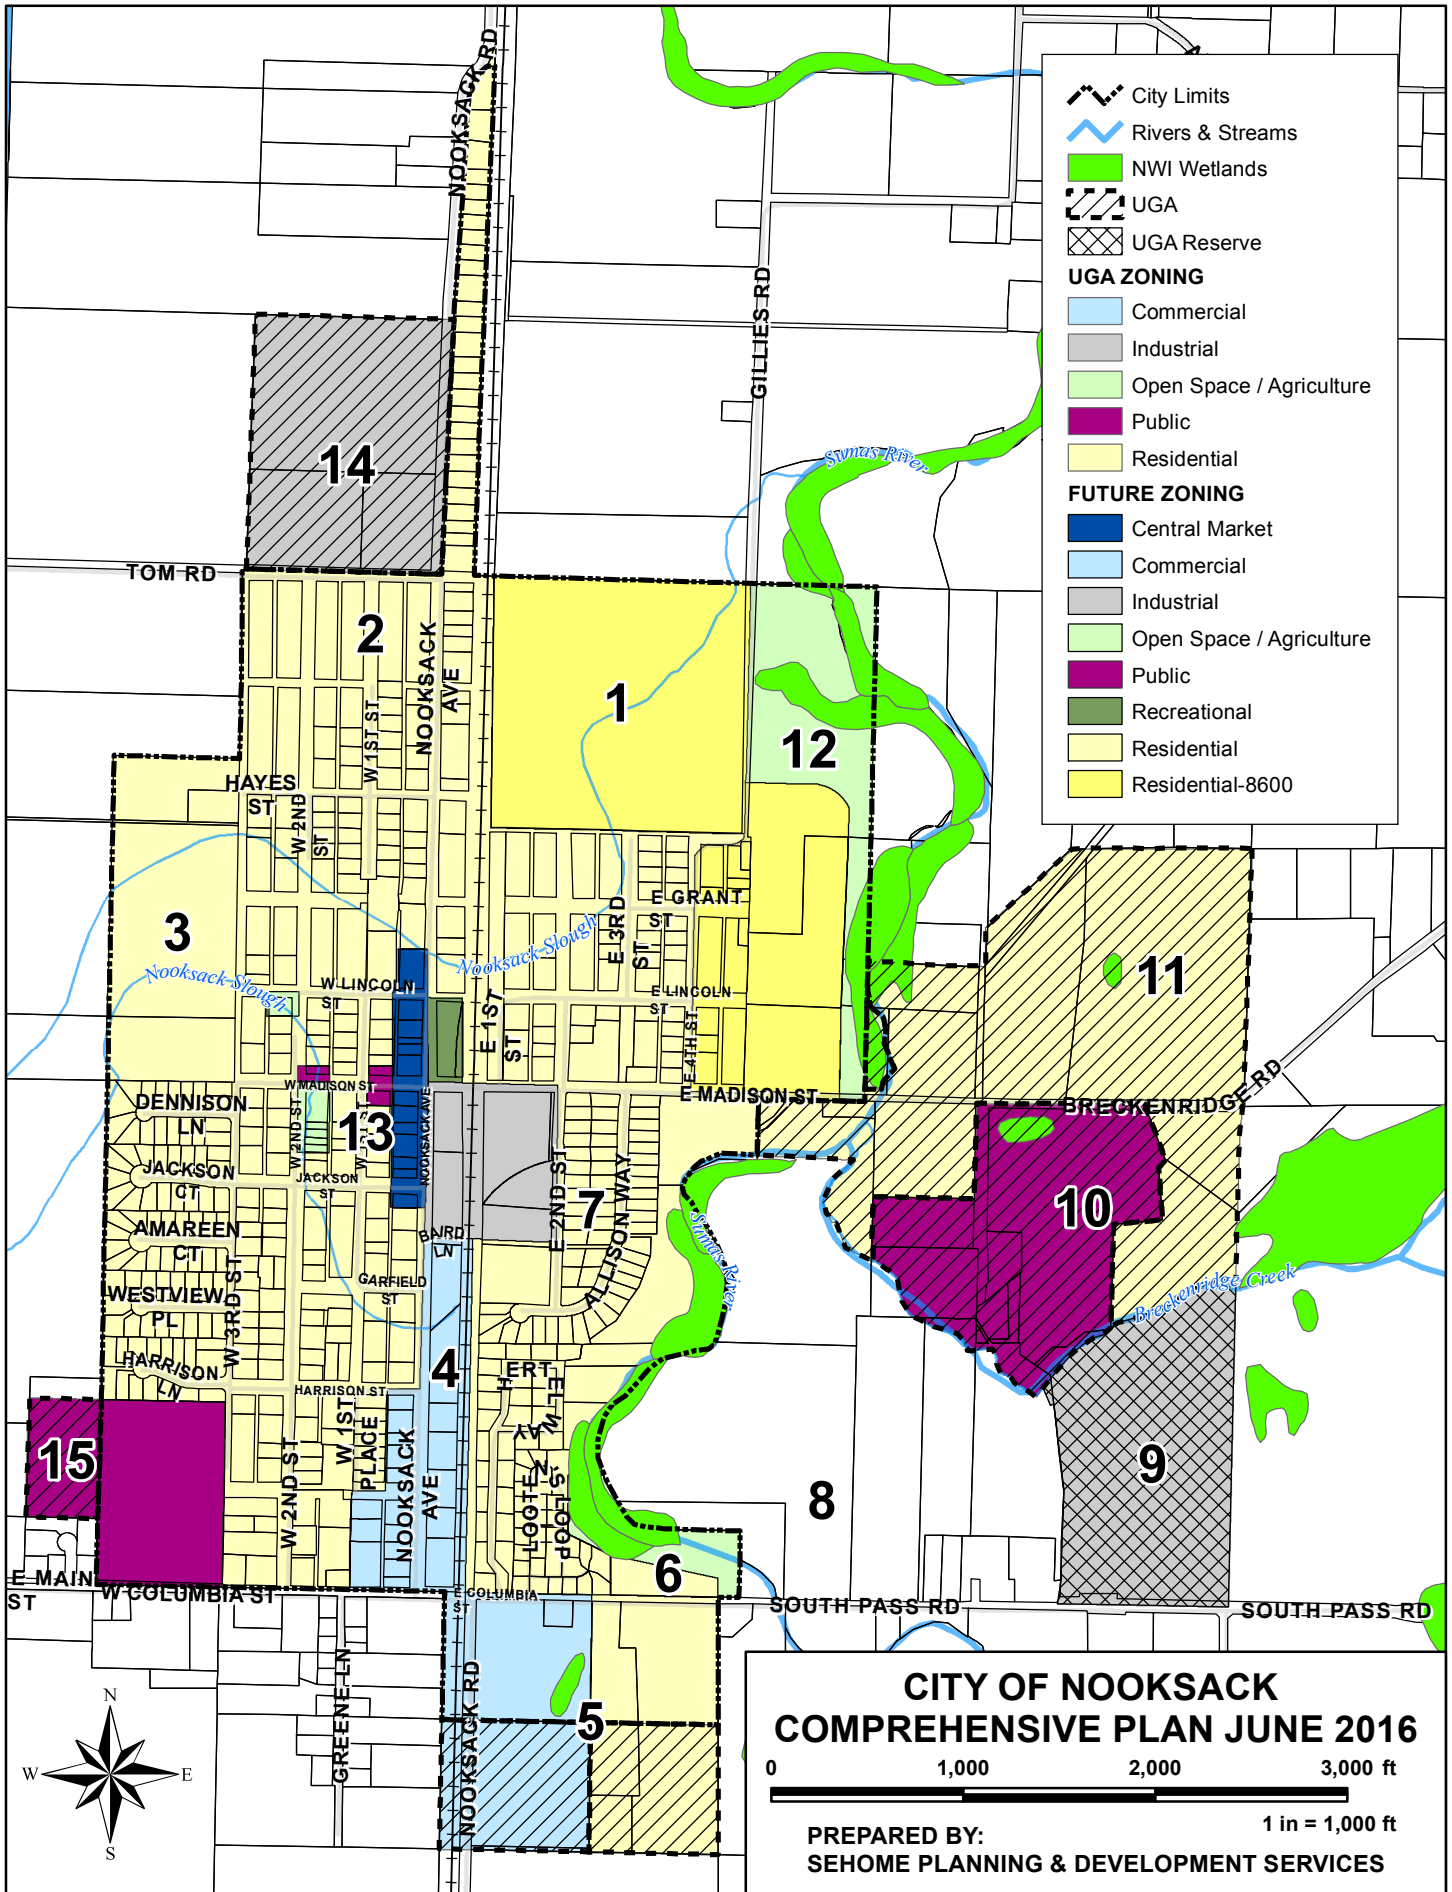 NOOKSACK RD
City Limits
Rivers & Streams
NWI Wetlands
UGA
UGA Reserve
UGA ZONING
Commercial
Industrial
Open Space / Agriculture
Public
Residential
FUTURE ZONING
Central Market
Commercial
Industrial
Open Space / Agriculture
Public
Recreational
Residential
Residential-8600
GILLIES RD
Sumas River
14
TOM RD
2
NOOKSACK
AVE
1
W 1ST ST
12
HAYES
ST
W 2ND
ST
3
E GRANT
ST
E 3RD
ST
Nooksack Slough
Nooksack Slough
11
W LINCOLN
ST
E LINCOLN
ST
E 1ST
ST
E 4TH ST
W MADISON ST
E MADISON ST
BRECKENRIDGE RD
DENNISON
LN
W 2ND ST
13
NOOKSACK AVE
JACKSON
CT
JACKSON
ST
E 2ND ST
7
ALLISON WAY
10
AMAREEN
CT
BAIRD
LN
Sumas River
W 3RD ST
GARFIELD
ST
Breckenridge Creek
WESTVIEW
PL
HARRISON
LN
HARRISON ST
4
HERTEL WAY
W 1ST
PLACE
NOOKSACK
AVE
15
W 2ND ST
LOOTENS LOOP
8
9
6
E MAIN
ST
W COLUMBIA ST
E COLUMBIA
ST
SOUTH PASS RD
SOUTH PASS RD
GREENE LN
NOOKSACK RD
5
N
W
E
S
CITY OF NOOKSACK
COMPREHENSIVE PLAN JUNE 2016
0 1,000 2,000 3,000 ft
1 in = 1,000 ft
PREPARED BY:
SEHOME PLANNING & DEVELOPMENT SERVICES